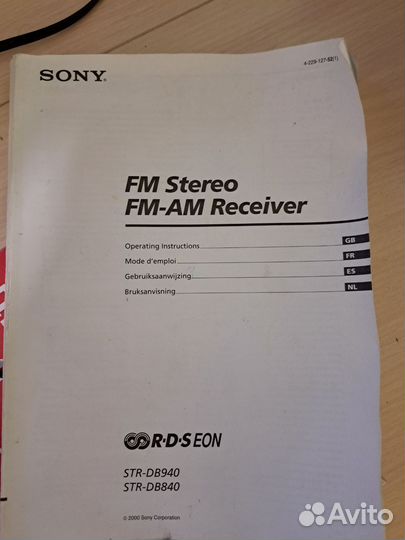 SONY
4-229-127-52(1)
FM Stereo
FM-AM Receiver
Operating Instructions GB
Mode d'emploi FR
Gebruiksaanwijzing ES
Bruksanvisning NL
R·D·S EON
STR-DB940
STR-DB840
© 2000 Sony Corporation
Avito